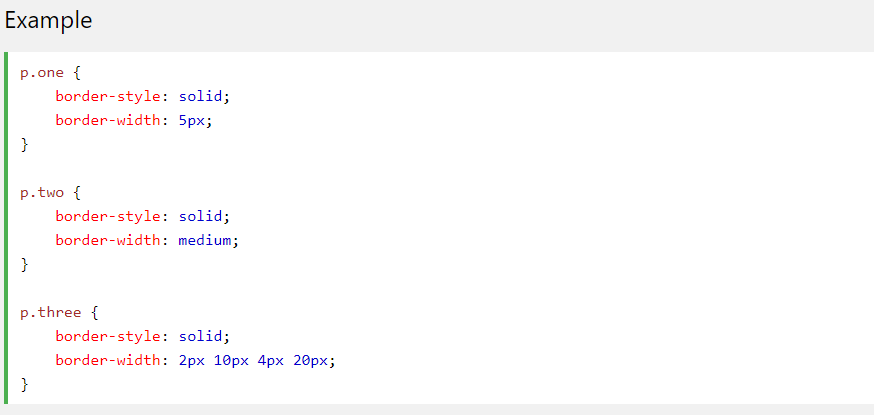 Example
p.one {
    border-style: solid;
    border-width: 5px;
}
p.two {
    border-style: solid;
    border-width: medium;
}
p.three {
    border-style: solid;
    border-width: 2px 10px 4px 20px;
}